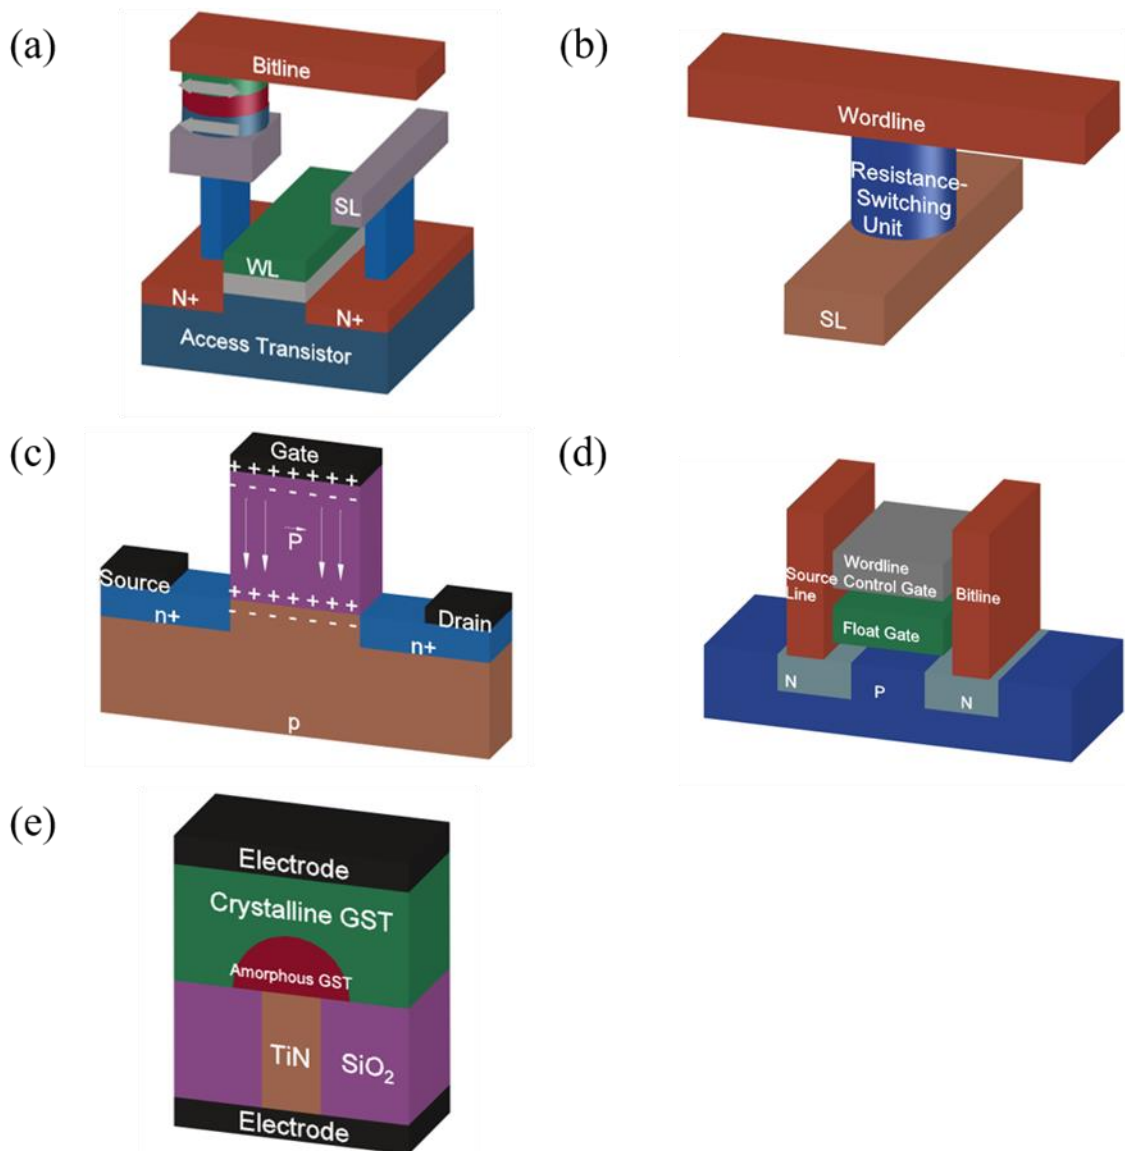 (a)
Bitline
SL
WL
N+
N+
Access Transistor
(b)
Wordline
Resistance-
Switching
Unit
SL
(c)
Gate
+ + + + + + +
- - - - - - -
P
+ + + + + + +
- - - - - - -
Source
n+
Drain
n+
p
(d)
Wordline
Control Gate
Source
Line
Bitline
Float Gate
N
P
N
(e)
Electrode
Crystalline GST
Amorphous GST
TiN
SiO₂
Electrode